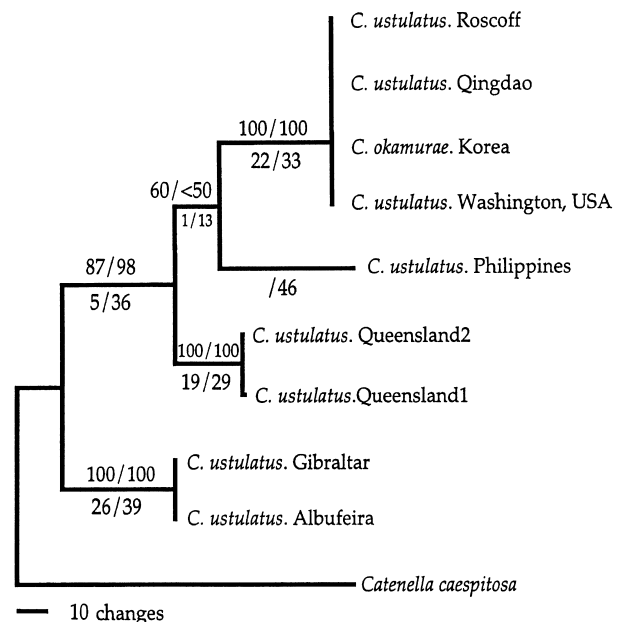 C. ustulatus. Roscoff
C. ustulatus. Qingdao
100/100
C. okamurae. Korea
22/33
60/<50
C. ustulatus. Washington, USA
1/13
87/98
C. ustulatus. Philippines
/46
5/36
C. ustulatus. Queensland2
100/100
19/29
C. ustulatus.Queensland1
C. ustulatus. Gibraltar
100/100
26/39
C. ustulatus. Albufeira
Catenella caespitosa
10 changes